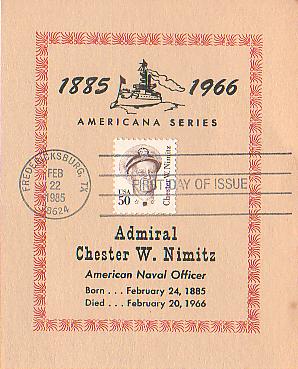 1885 1966
AMERICANA SERIES
FREDERICKSBURG, TX
FEB
22
1985
78624
FIRST DAY OF ISSUE
USA
50
Chester W. Nimitz
Admiral
Chester W. Nimitz
American Naval Officer
Born . . . February 24, 1885
Died . . . February 20, 1966